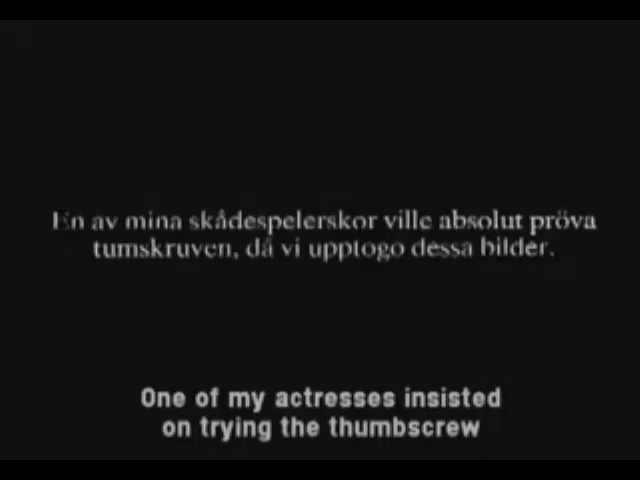 En av mina skådespelerskor ville absolut pröva
tumskruven, då vi upptogo dessa bilder.
One of my actresses insisted
on trying the thumbscrew